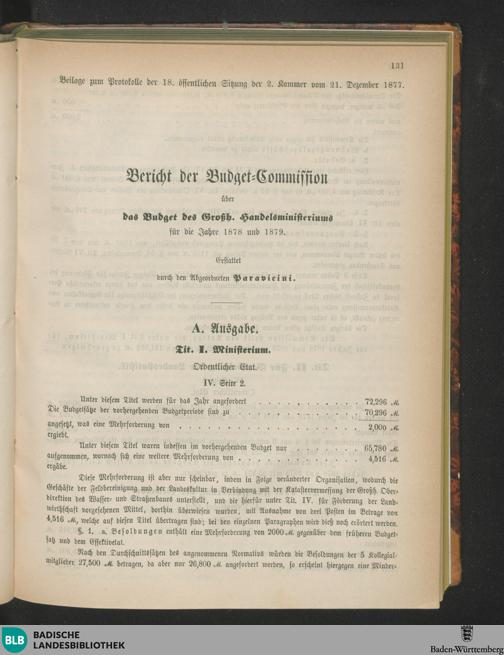 131
Beilage zum Protokolle der 18. öffentlichen Sitzung der 2. Kammer vom 21. Dezember 1877.
Bericht der Budget-Commission
über
das Budget des Großh. Handelsministeriums
für die Jahre 1878 und 1879.
Erstattet
durch den Abgeordneten Paravicini.
A. Ausgabe.
Tit. I. Ministerium.
Ordentlicher Etat.
IV. Seite 2.
Unter diesem Titel werden für das Jahr angefordert . . . . . . . . . . . . 72,296 M.
Die Budgetsätze der vorhergehenden Budgetperiode sind zu . . . . . . . . . . . . 70,296 M.
angesetzt, was eine Mehrforderung von . . . . . . . . . . . . 2,000 M.
ergiebt.
Unter diesem Titel waren indessen im vorhergehenden Budget nur . . . . . . . 65,780 M.
aufgenommen, wornach sich eine weitere Mehrforderung von . . . . . . . . . . . 4,516 M.
ergäbe.
Diese Mehrforderung ist aber nur scheinbar, indem in Folge veränderter Organisation, wodurch die
Geschäfte der Feldbereinigung und der Landeskultur in Verbindung mit der Katastervermessung der Großh. Ober-
direktion des Wasser- und Straßenbaues unterstellt, und die hierfür unter Tit. IV. für Förderung der Land-
wirthschaft vorgesehenen Mittel, dorthin überwiesen wurden, mit Ausnahme von drei Posten im Betrage von
4,516 M., welche auf diesen Titel übertragen sind; bei den einzelnen Paragraphen wird dieß noch erörtert werden.
§. 1. a. Besoldungen enthält eine Mehrforderung von 2000 M. gegenüber dem frühern Budget-
satz und dem Effektivetat.
Nach den Durchschnittssätzen des angenommenen Normativs würden die Besoldungen der 5 Kollegial-
mitglieder 27,500 M. betragen, da aber nur 26,800 M. angefordert werden, so erscheint hiergegen eine Minder-
BLB BADISCHE
LANDESBIBLIOTHEK
Baden-Württemberg